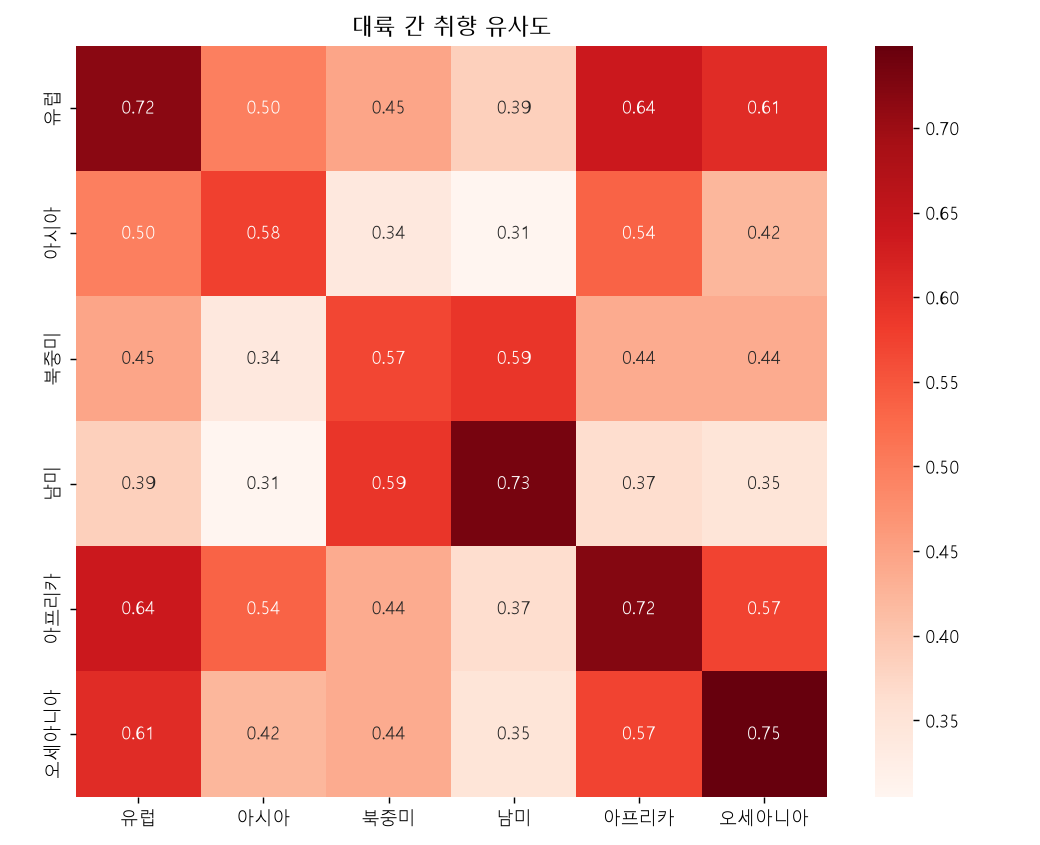 대륙 간 취향 유사도
유럽 0.72 0.50 0.45 0.39 0.64 0.61
아시아 0.50 0.58 0.34 0.31 0.54 0.42
북중미 0.45 0.34 0.57 0.59 0.44 0.44
남미 0.39 0.31 0.59 0.73 0.37 0.35
아프리카 0.64 0.54 0.44 0.37 0.72 0.57
오세아니아 0.61 0.42 0.44 0.35 0.57 0.75
유럽 아시아 북중미 남미 아프리카 오세아니아
0.70
0.65
0.60
0.55
0.50
0.45
0.40
0.35